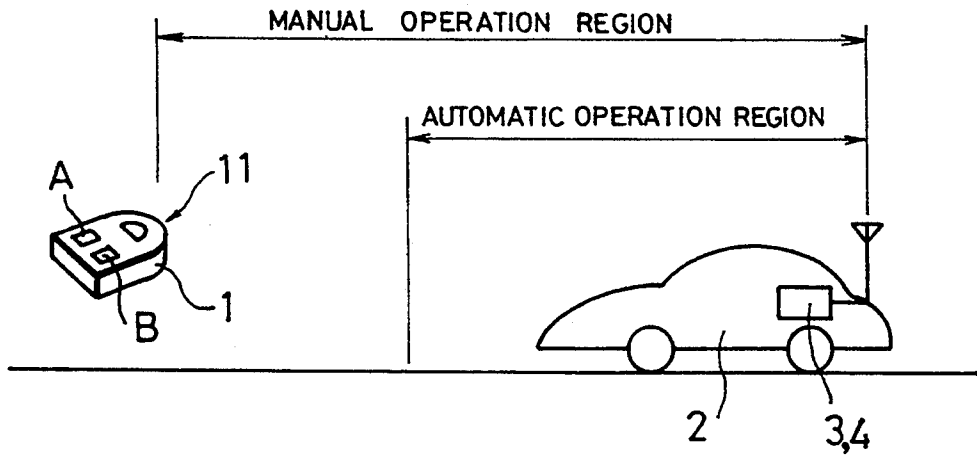 MANUAL OPERATION REGION
AUTOMATIC OPERATION REGION
A
11
B
1
2
3,4